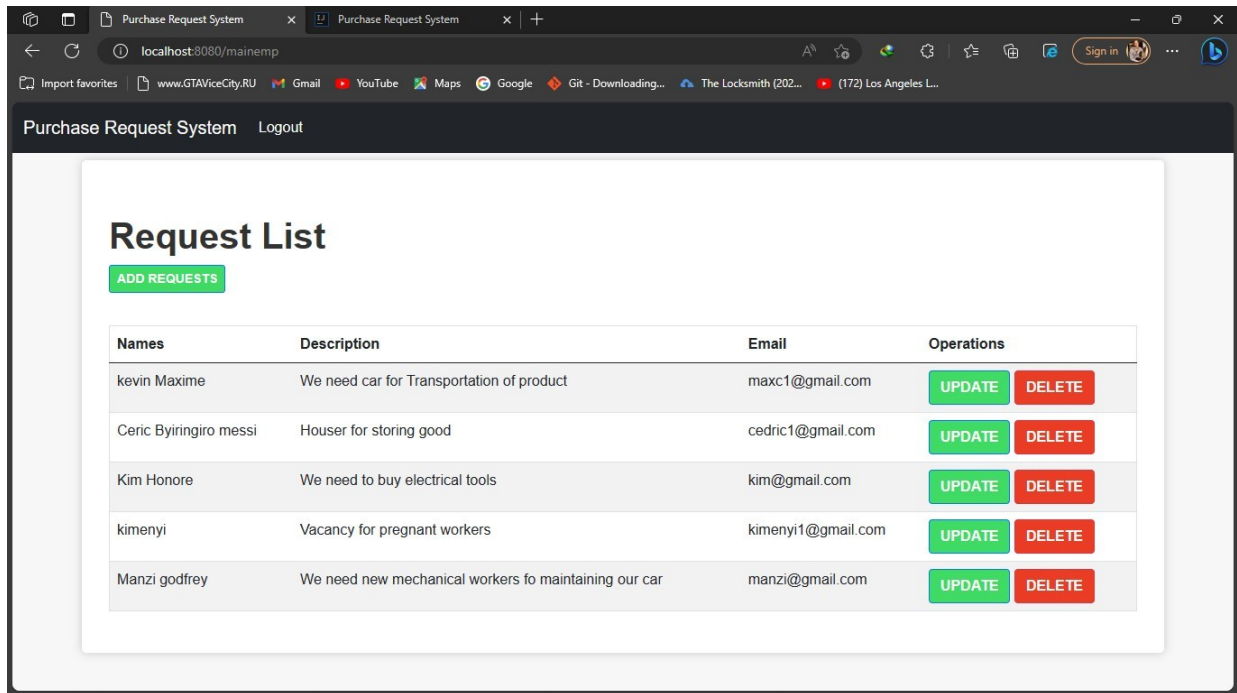 Purchase Request System
Purchase Request System
localhost:8080/mainemp
Sign in
Import favorites
www.GTAViceCity.RU
Gmail
YouTube
Maps
Google
Git - Downloading...
The Locksmith (202...
(172) Los Angeles L...
Purchase Request System Logout
Request List
ADD REQUESTS
Names Description Email Operations
kevin Maxime We need car for Transportation of product maxc1@gmail.com UPDATE DELETE
Ceric Byiringiro messi Houser for storing good cedric1@gmail.com UPDATE DELETE
Kim Honore We need to buy electrical tools kim@gmail.com UPDATE DELETE
kimenyi Vacancy for pregnant workers kimenyi1@gmail.com UPDATE DELETE
Manzi godfrey We need new mechanical workers fo maintaining our car manzi@gmail.com UPDATE DELETE